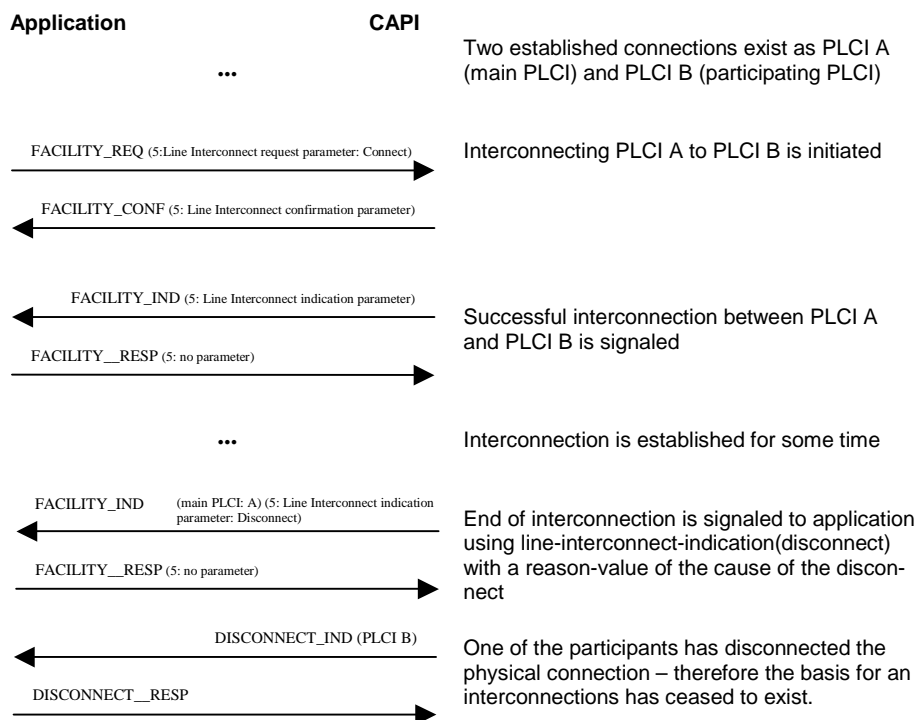 Application CAPI
Two established connections exist as PLCI A
(main PLCI) and PLCI B (participating PLCI)
...
FACILITY_REQ (5:Line Interconnect request parameter: Connect)
Interconnecting PLCI A to PLCI B is initiated
FACILITY_CONF (5: Line Interconnect confirmation parameter)
FACILITY_IND (5: Line Interconnect indication parameter)
Successful interconnection between PLCI A
and PLCI B is signaled
FACILITY__RESP (5: no parameter)
...
Interconnection is established for some time
FACILITY_IND (main PLCI: A) (5: Line Interconnect indication
parameter: Disconnect)
End of interconnection is signaled to application
using line-interconnect-indication(disconnect)
with a reason-value of the cause of the discon-
nect
FACILITY__RESP (5: no parameter)
DISCONNECT_IND (PLCI B)
One of the participants has disconnected the
physical connection – therefore the basis for an
interconnections has ceased to exist.
DISCONNECT__RESP